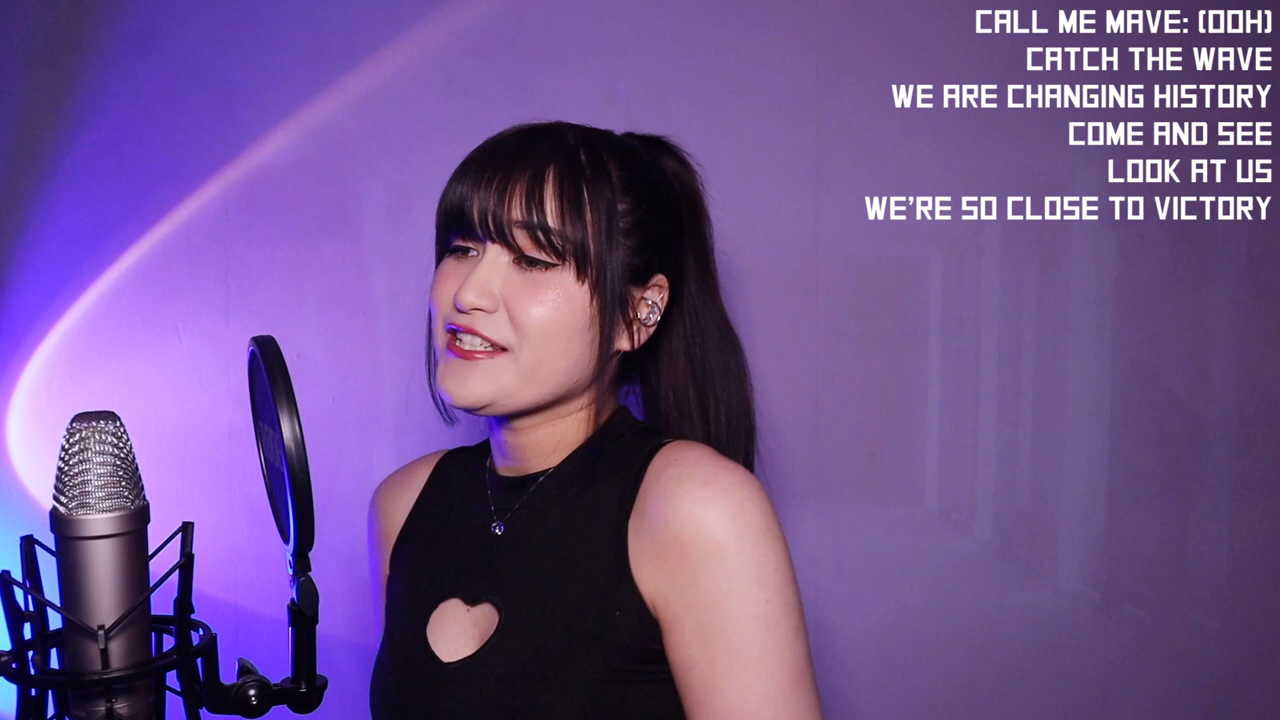 CALL ME MAVE: (OOH)
CATCH THE WAVE
WE ARE CHANGING HISTORY
COME AND SEE
LOOK AT US
WE'RE SO CLOSE TO VICTORY